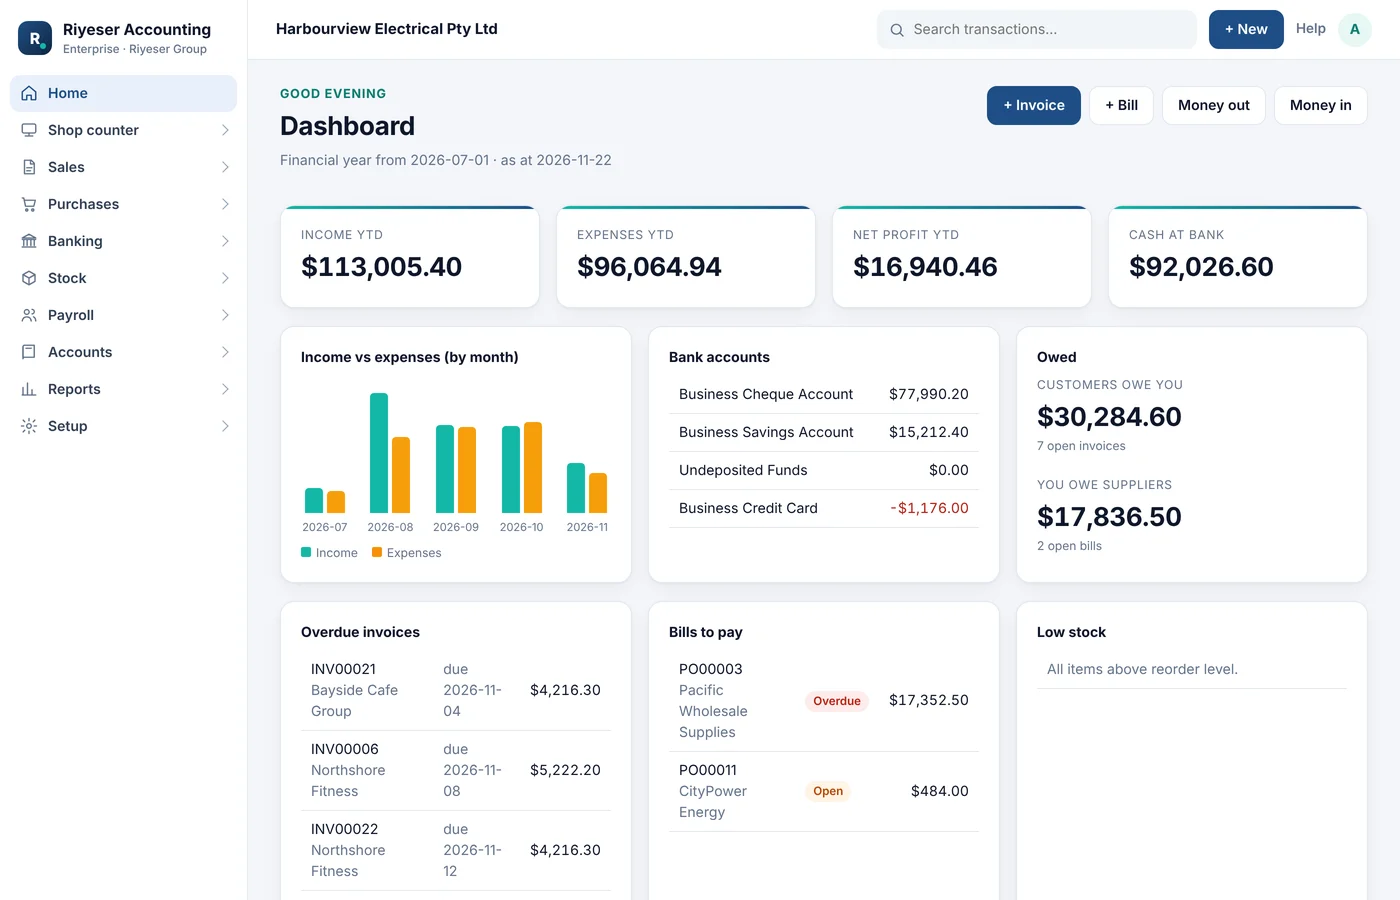 R
Riyeser Accounting
Enterprise · Riyeser Group
Home
Shop counter
Sales
Purchases
Banking
Stock
Payroll
Accounts
Reports
Setup
Harbourview Electrical Pty Ltd
Search transactions...
+ New
Help
A
GOOD EVENING
Dashboard
Financial year from 2026-07-01 · as at 2026-11-22
+ Invoice
+ Bill
Money out
Money in
INCOME YTD
$113,005.40
EXPENSES YTD
$96,064.94
NET PROFIT YTD
$16,940.46
CASH AT BANK
$92,026.60
Income vs expenses (by month)
2026-07 2026-08 2026-09 2026-10 2026-11
Income Expenses
Bank accounts
Business Cheque Account $77,990.20
Business Savings Account $15,212.40
Undeposited Funds $0.00
Business Credit Card -$1,176.00
Owed
CUSTOMERS OWE YOU
$30,284.60
7 open invoices
YOU OWE SUPPLIERS
$17,836.50
2 open bills
Overdue invoices
INV00021
Bayside Cafe
Group
due
2026-11-
04
$4,216.30
INV00006
Northshore
Fitness
due
2026-11-
08
$5,222.20
INV00022
Northshore
Fitness
due
2026-11-
12
$4,216.30
Bills to pay
PO00003
Pacific
Wholesale
Supplies
Overdue
$17,352.50
PO00011
CityPower
Energy
Open
$484.00
Low stock
All items above reorder level.